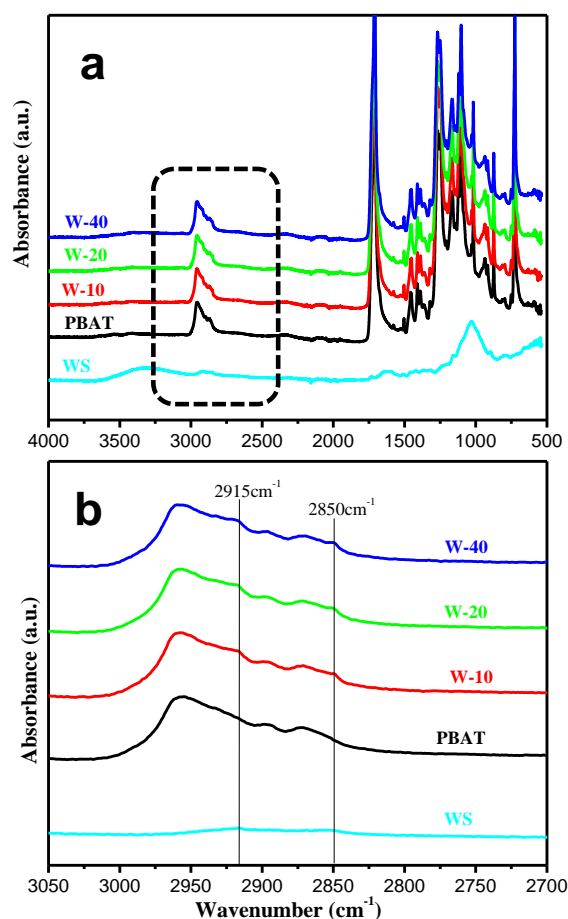 a
Absorbance (a.u.)
W-40
W-20
W-10
PBAT
WS
4000 3500 3000 2500 2000 1500 1000 500
b
2915cm-1
2850cm-1
Absorbance (a.u.)
W-40
W-20
W-10
PBAT
WS
3050 3000 2950 2900 2850 2800 2750 2700
Wavenumber (cm-1)